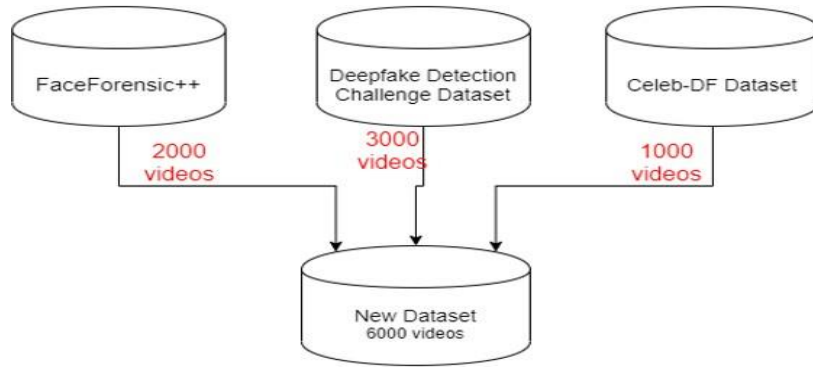 FaceForensic++
Deepfake Detection
Challenge Dataset
Celeb-DF Dataset
2000
videos
3000
videos
1000
videos
New Dataset
6000 videos